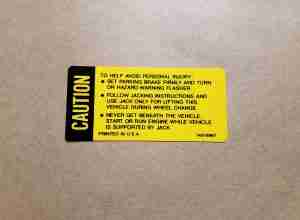 CAUTION
TO HELP AVOID PERSONAL INJURY:
• SET PARKING BRAKE FIRMLY AND TURN
ON HAZARD WARNING FLASHER
• FOLLOW JACKING INSTRUCTIONS AND
USE JACK ONLY FOR LIFTING THIS
VEHICLE DURING WHEEL CHANGE
• NEVER GET BENEATH THE VEHICLE,
START OR RUN ENGINE WHILE VEHICLE
IS SUPPORTED BY JACK
PRINTED IN U.S.A.